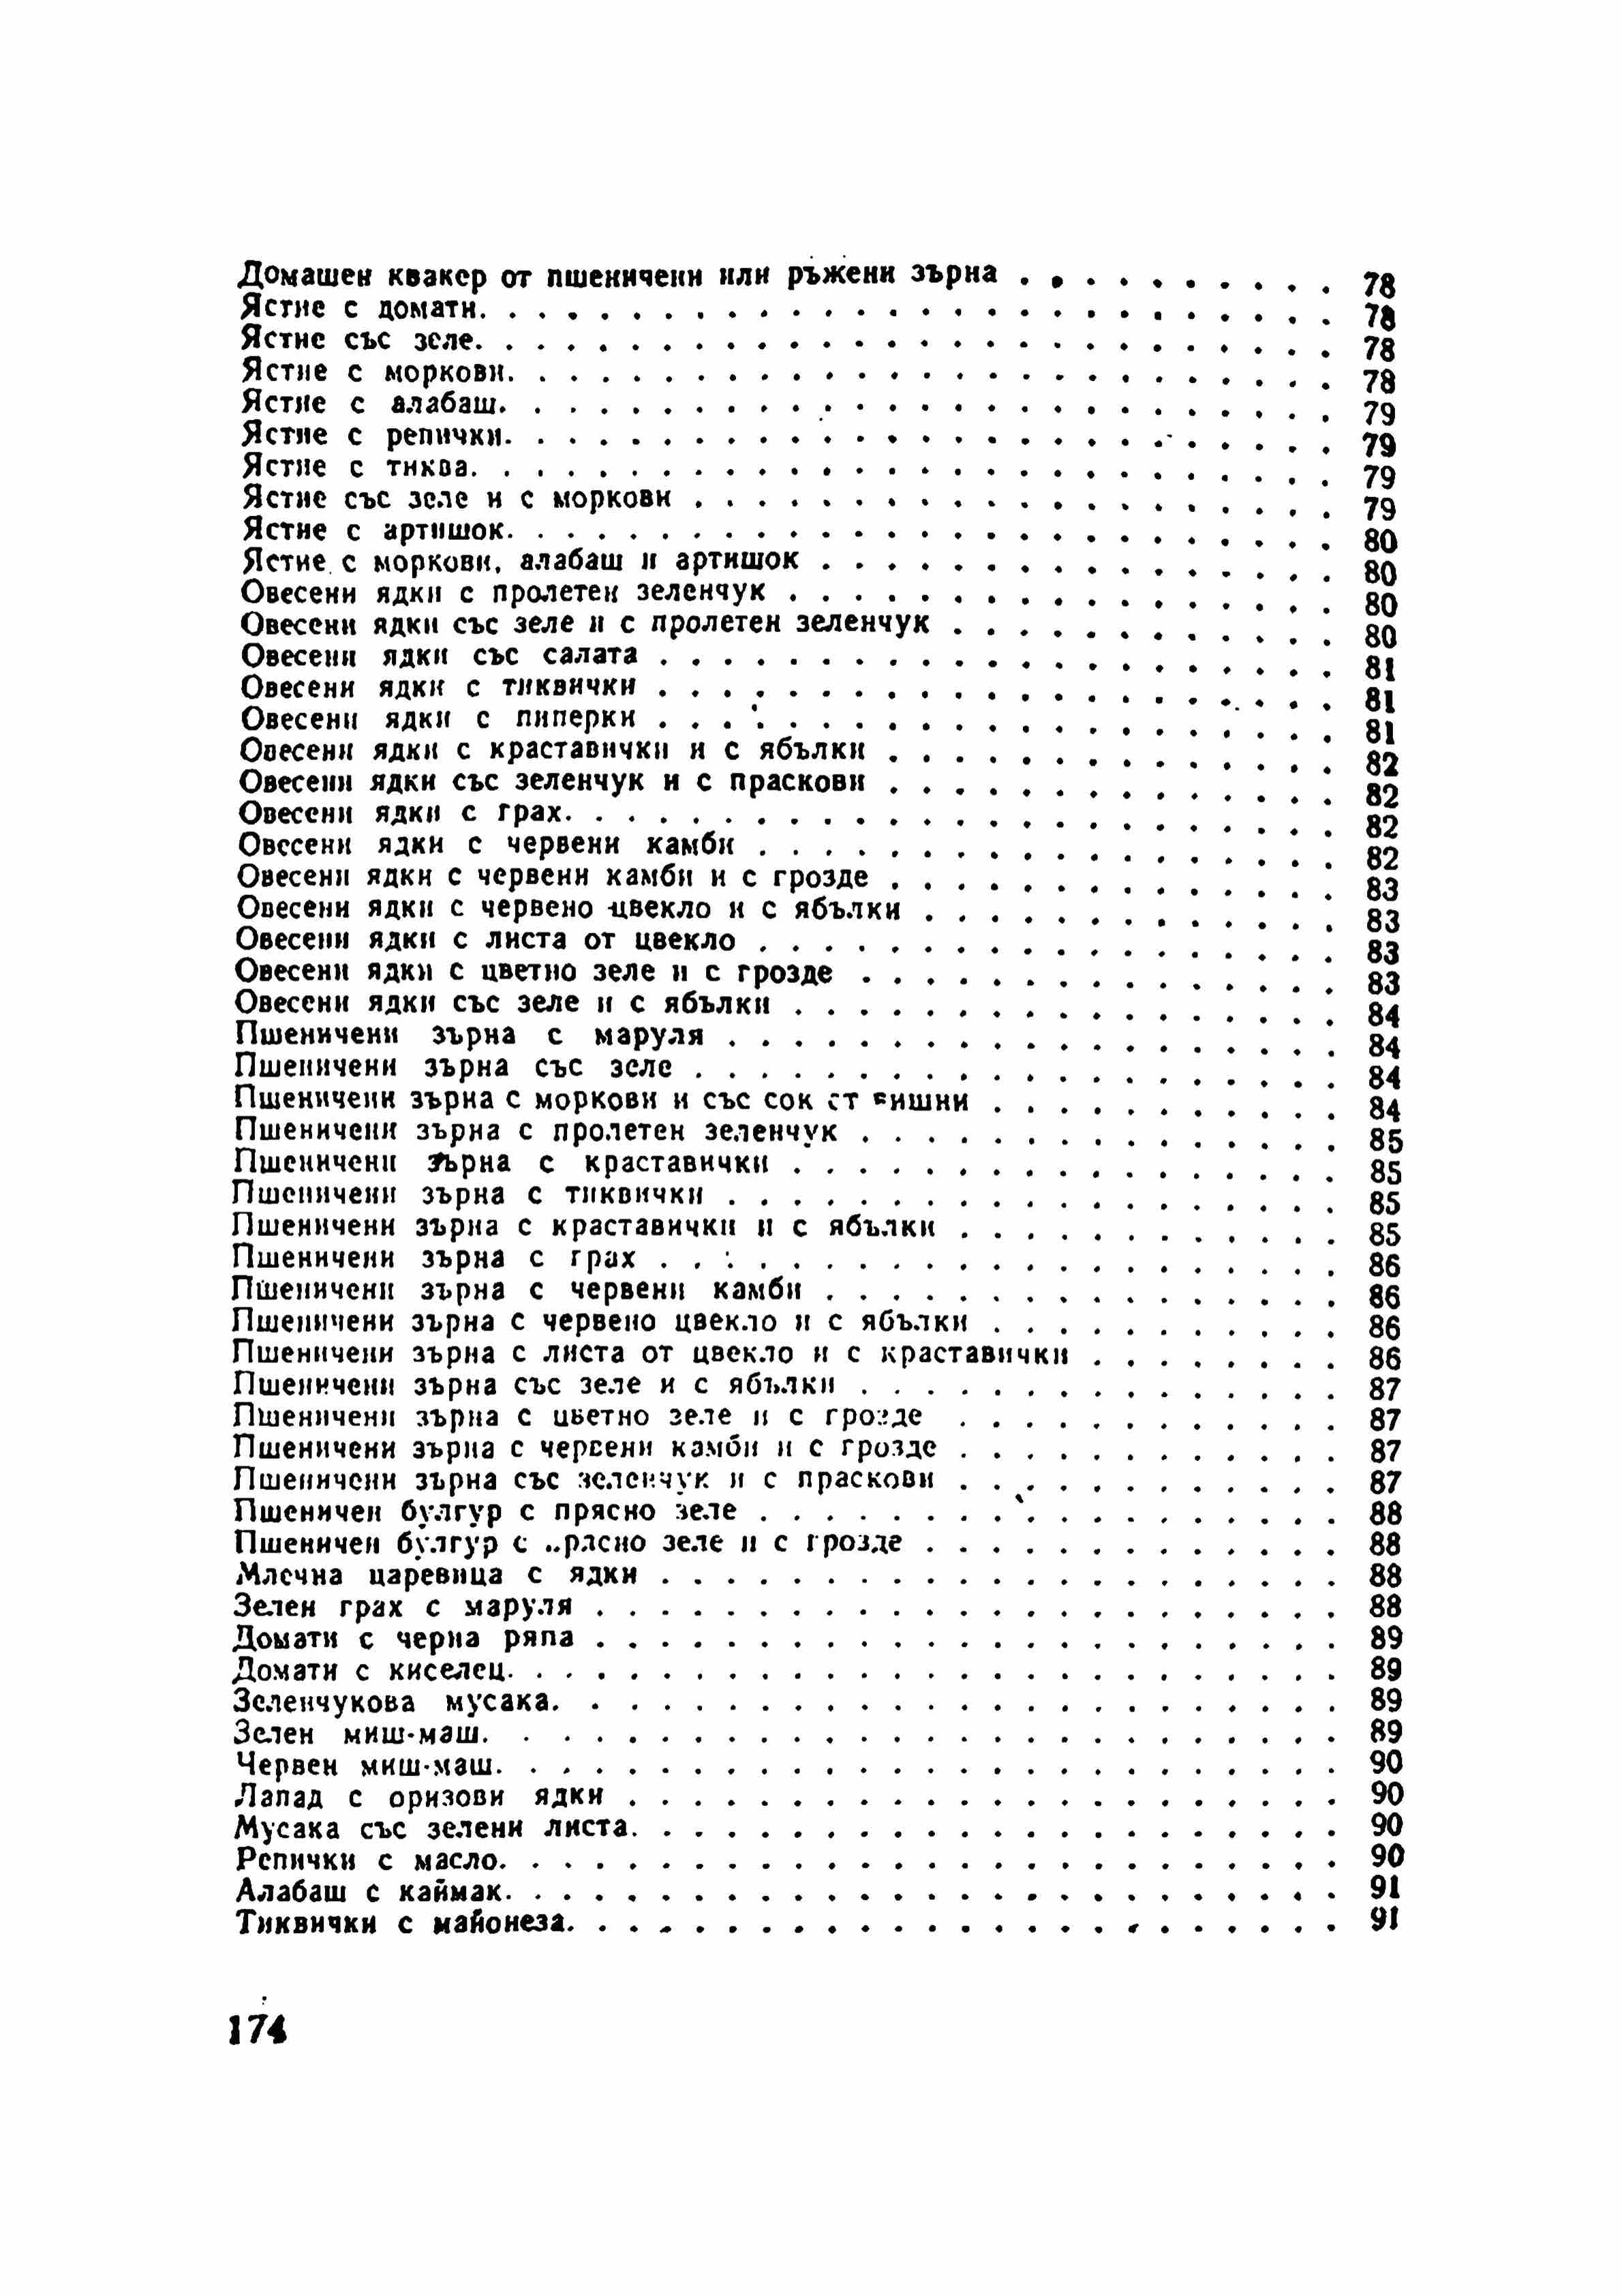 Домашен квакер от пшеничени или ръжени зърна . . . . . . . . . . 78
Ястие с домати. . . . . . . . . . . . . . . . . . . . . . . . . . 78
Ястие със зеле. . . . . . . . . . . . . . . . . . . . . . . . . . 78
Ястие с моркови. . . . . . . . . . . . . . . . . . . . . . . . . 78
Ястие с алабаш. . . . . . . . . . . . . . . . . . . . . . . . . . 79
Ястие с репички. . . . . . . . . . . . . . . . . . . . . . . . . 79
Ястие с тиква. . . . . . . . . . . . . . . . . . . . . . . . . . 79
Ястие със зеле и с моркови . . . . . . . . . . . . . . . . . . . . 79
Ястие с артишок. . . . . . . . . . . . . . . . . . . . . . . . . 80
Ястие с моркови, алабаш и артишок . . . . . . . . . . . . . . . . 80
Овесени ядки с пролетен зеленчук . . . . . . . . . . . . . . . . . 80
Овесени ядки със зеле и с пролетен зеленчук . . . . . . . . . . . . 80
Овесени ядки със салата . . . . . . . . . . . . . . . . . . . . . 81
Овесени ядки с тиквички . . . . . . . . . . . . . . . . . . . . . 81
Овесени ядки с пиперки . . . . . . . . . . . . . . . . . . . . . 81
Овесени ядки с краставички и с ябълки . . . . . . . . . . . . . . 82
Овесени ядки със зеленчук и с праскови . . . . . . . . . . . . . . 82
Овесени ядки с грах. . . . . . . . . . . . . . . . . . . . . . . . 82
Овесени ядки с червени камби . . . . . . . . . . . . . . . . . . 82
Овесени ядки с червени камби и с грозде . . . . . . . . . . . . . . 83
Овесени ядки с червено цвекло и с ябълки . . . . . . . . . . . . . 83
Овесени ядки с листа от цвекло . . . . . . . . . . . . . . . . . . 83
Овесени ядки с цветно зеле и с грозде . . . . . . . . . . . . . . . 83
Овесени ядки със зеле и с ябълки . . . . . . . . . . . . . . . . . 84
Пшеничени зърна с маруля . . . . . . . . . . . . . . . . . . . 84
Пшеничени зърна със зеле . . . . . . . . . . . . . . . . . . . . 84
Пшеничени зърна с моркови и със сок от вишни . . . . . . . . . . . 84
Пшеничени зърна с пролетен зеленчук . . . . . . . . . . . . . . . 85
Пшеничени зърна с краставички . . . . . . . . . . . . . . . . . 85
Пшеничени зърна с тиквички . . . . . . . . . . . . . . . . . . . 85
Пшеничени зърна с краставички и с ябълки . . . . . . . . . . . . 85
Пшеничени зърна с грах . . . . . . . . . . . . . . . . . . . . . 86
Пшеничени зърна с червени камби . . . . . . . . . . . . . . . . 86
Пшеничени зърна с червено цвекло и с ябълки . . . . . . . . . . . 86
Пшеничени зърна с листа от цвекло и с краставички . . . . . . . . 86
Пшеничени зърна със зеле и с ябълки . . . . . . . . . . . . . . . 87
Пшеничени зърна с цветно зеле и с грозде . . . . . . . . . . . . 87
Пшеничени зърна с червени камби и с грозде . . . . . . . . . . . . 87
Пшеничени зърна със зеленчук и с праскови . . . . . . . . . . . . 87
Пшеничен булгур с прясно зеле . . . . . . . . . . . . . . . . . . 88
Пшеничен булгур с прясно зеле и с грозде . . . . . . . . . . . . . 88
Млечна царевица с ядки . . . . . . . . . . . . . . . . . . . . . 88
Зелен грах с маруля . . . . . . . . . . . . . . . . . . . . . . . 88
Домати с черна ряпа . . . . . . . . . . . . . . . . . . . . . . . 89
Домати с киселец. . . . . . . . . . . . . . . . . . . . . . . . . 89
Зеленчукова мусака. . . . . . . . . . . . . . . . . . . . . . . . 89
Зелен миш-маш. . . . . . . . . . . . . . . . . . . . . . . . . . 89
Червен миш-маш. . . . . . . . . . . . . . . . . . . . . . . . . . 90
Лапад с оризови ядки . . . . . . . . . . . . . . . . . . . . . . 90
Мусака със зелени листа. . . . . . . . . . . . . . . . . . . . . . 90
Репички с масло. . . . . . . . . . . . . . . . . . . . . . . . . . 90
Алабаш с каймак. . . . . . . . . . . . . . . . . . . . . . . . . . 91
Тиквички с майонеза. . . . . . . . . . . . . . . . . . . . . . . . 91
174